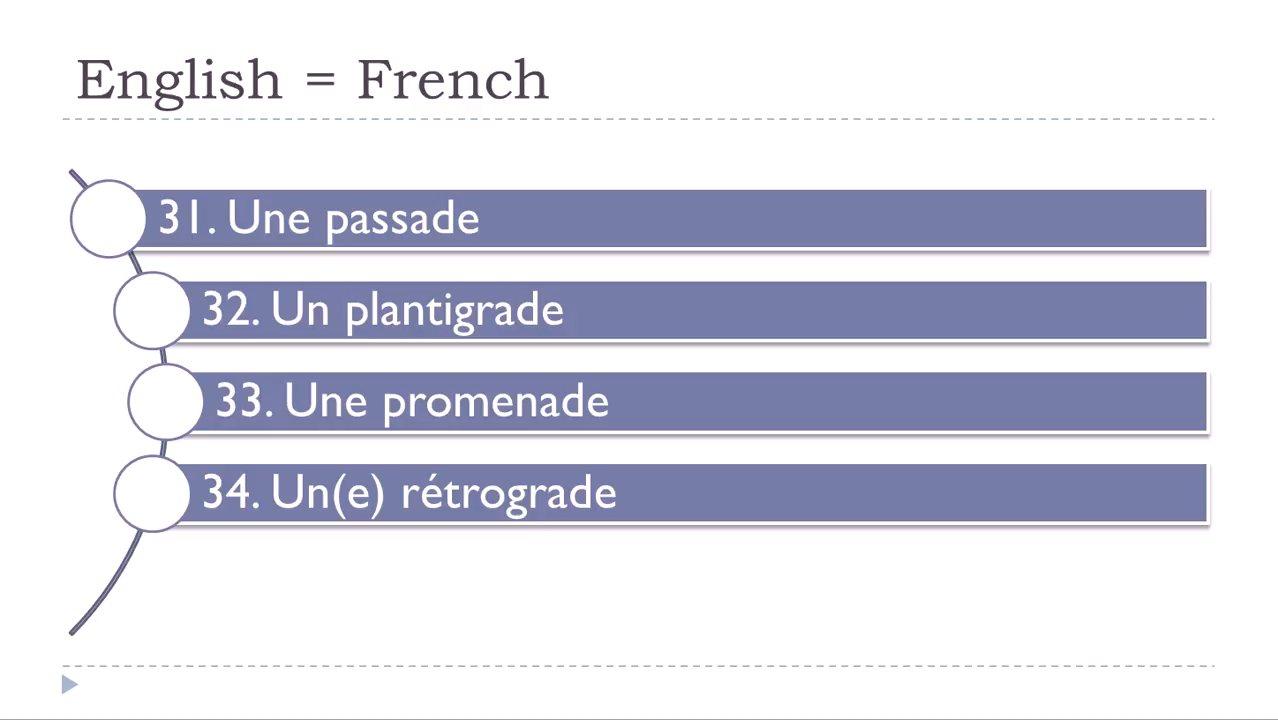 English = French
31. Une passade
32. Un plantigrade
33. Une promenade
34. Un(e) rétrograde